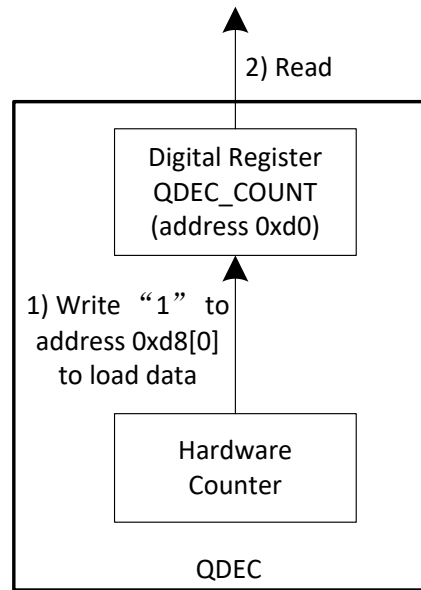 2) Read
Digital Register
QDEC_COUNT
(address 0xd0)
1) Write “1” to
address 0xd8[0]
to load data
Hardware
Counter
QDEC